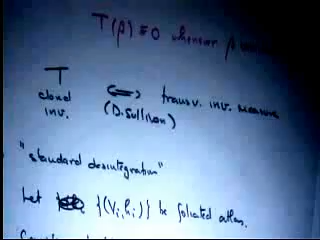 T(β) ≡ 0 whenever β
T ⟺ transv. inv. measure
closed inv. (D. Sullivan)
"standard desintegration"
Let {(Vi, hi)} be foliated atlas.